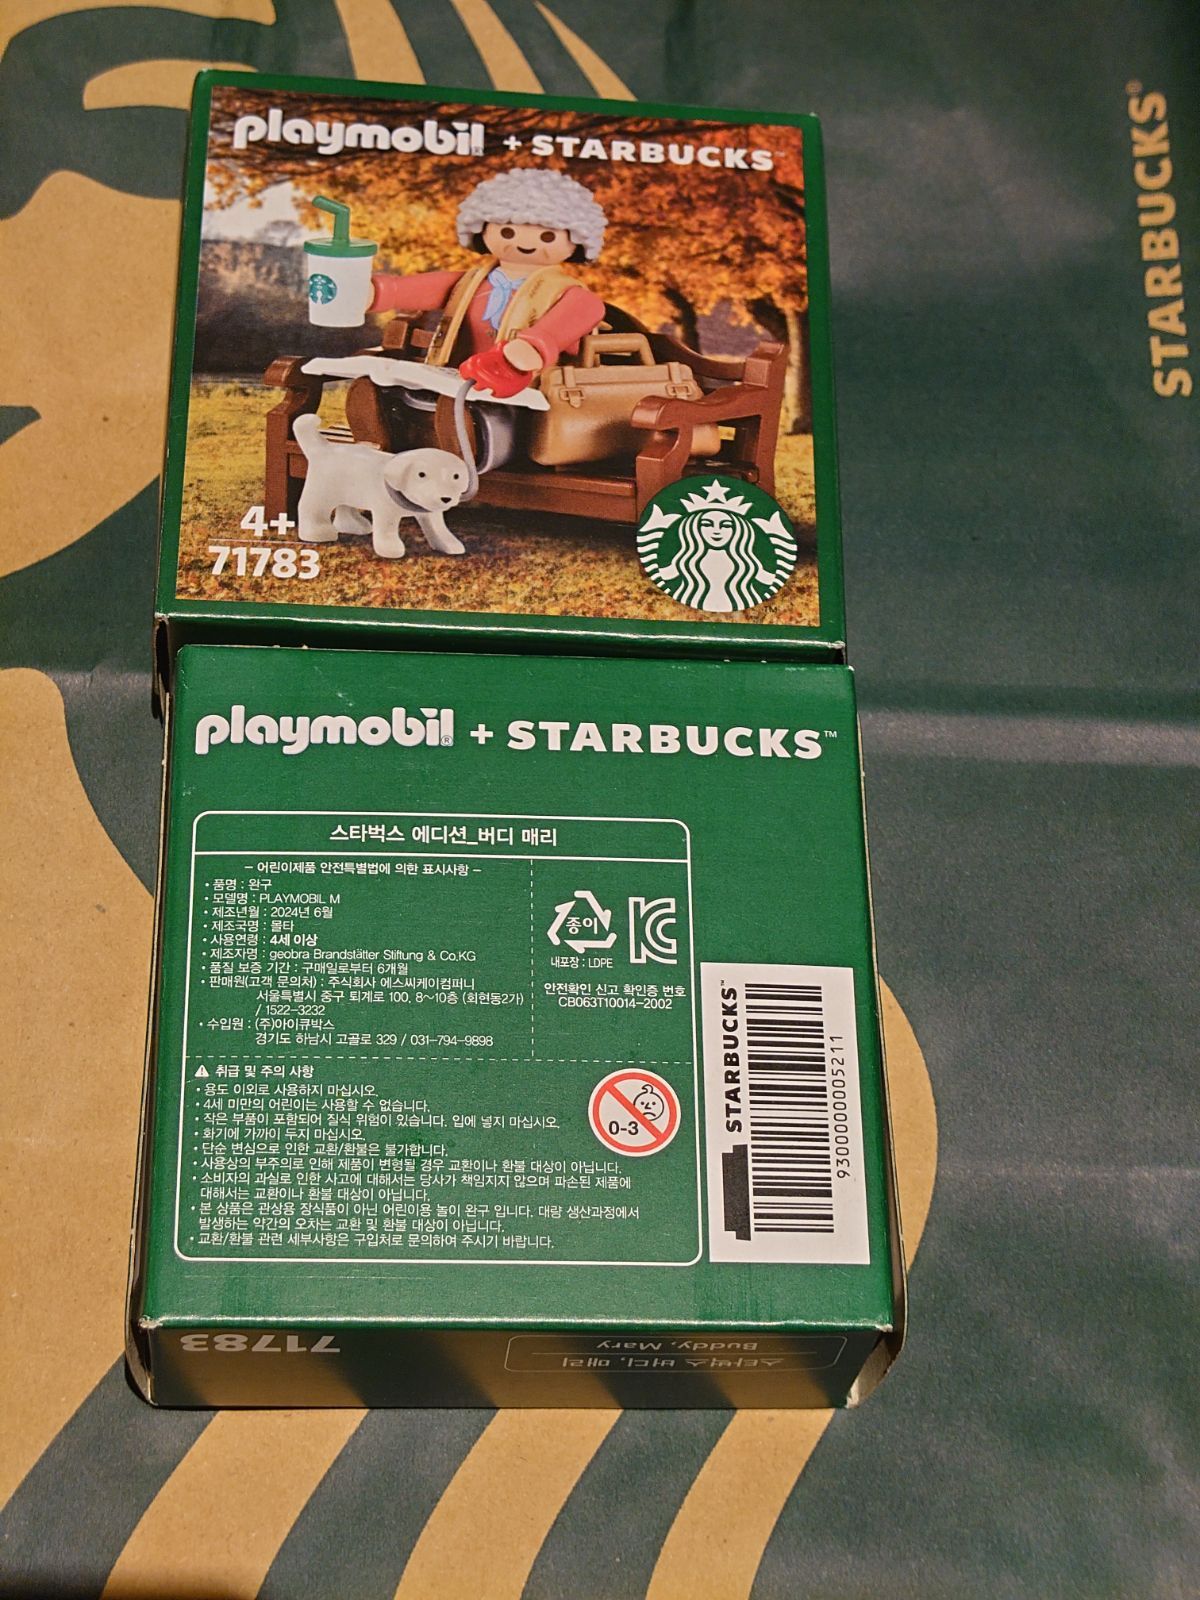 STARBUCKS®
playmobil® + STARBUCKS™
4+
71783
TM
playmobil® + STARBUCKS™
스타벅스 에디션_버디 매리
– 어린이제품 안전특별법에 의한 표시사항 –
• 품명 : 완구
• 모델명 : PLAYMOBIL M
• 제조년월 : 2024년 6월
• 제조국명 : 몰타
• 사용연령 : 4세 이상
• 제조자명 : geobra Brandstätter Stiftung & Co.KG
• 품질 보증 기간 : 구매일로부터 6개월
• 판매원(고객 문의처) : 주식회사 에스씨케이컴퍼니
서울특별시 중구 퇴계로 100, 8~10층 (회현동2가)
/ 1522-3232
• 수입원 : (주)아이큐박스
경기도 하남시 고골로 329 / 031-794-9898
종이
내포장 : LDPE
KC
안전확인 신고 확인증 번호
CB063T10014-2002
취급 및 주의 사항
• 용도 이외로 사용하지 마십시오.
• 4세 미만의 어린이는 사용할 수 없습니다.
• 작은 부품이 포함되어 질식 위험이 있습니다. 입에 넣지 마십시오.
• 화기에 가까이 두지 마십시오.
• 단순 변심으로 인한 교환/환불은 불가합니다.
• 사용상의 부주의로 인해 제품이 변형될 경우 교환이나 환불 대상이 아닙니다.
• 소비자의 과실로 인한 사고에 대해서는 당사가 책임지지 않으며 파손된 제품에
대해서는 교환이나 환불 대상이 아닙니다.
• 본 상품은 관상용 장식품이 아닌 어린이용 놀이 완구 입니다. 대량 생산과정에서
발생하는 약간의 오차는 교환 및 환불 대상이 아닙니다.
• 교환/환불 관련 세부사항은 구입처로 문의하여 주시기 바랍니다.
0-3
STARBUCKS™
9300000005211
71783
스타벅스 버디, 매리
Buddy, Mary